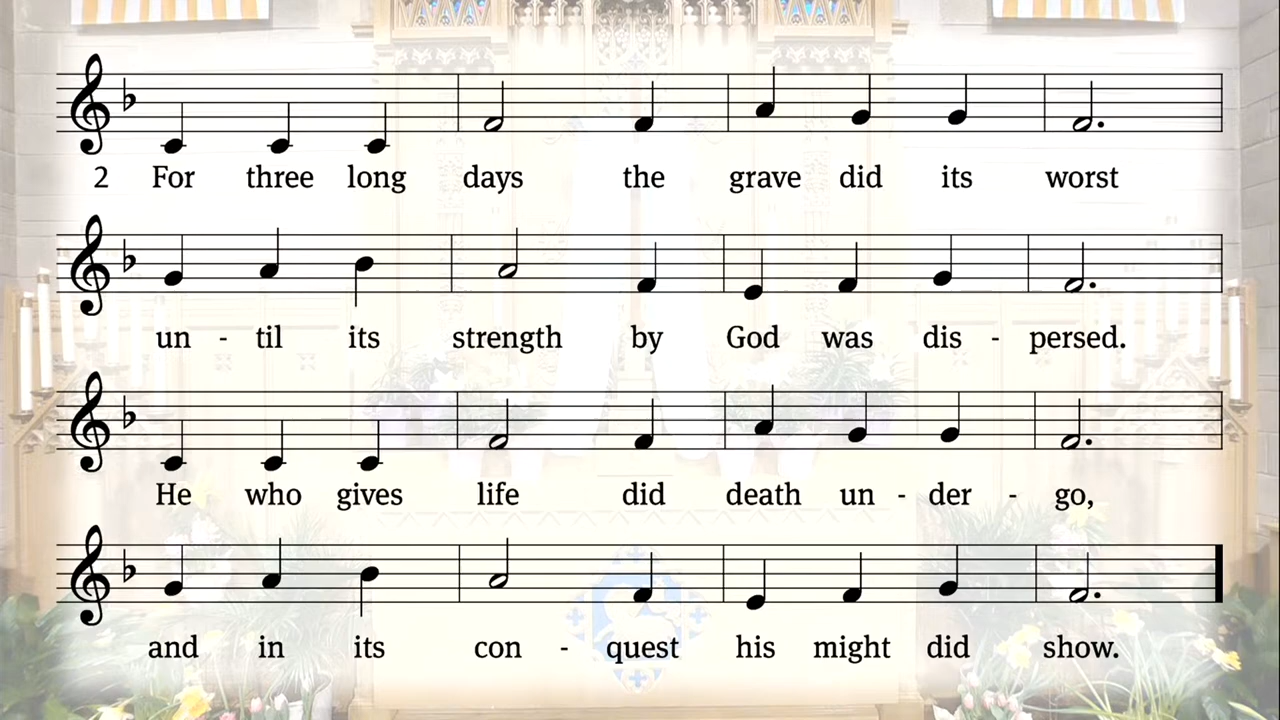 2 For three long days the grave did its worst
un - til its strength by God was dis - persed.
He who gives life did death un - der - go,
and in its con - quest his might did show.